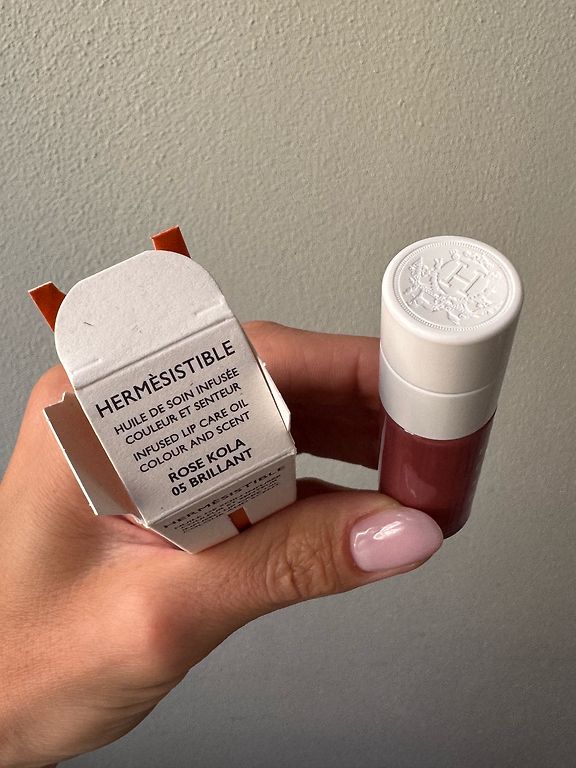 HERMÈSISTIBLE
HUILE DE SOIN INFUSÉE
COULEUR ET SENTEUR
INFUSED LIP CARE OIL
COLOUR AND SCENT
ROSE KOLA
05 BRILLANT
HERMÈSISTIBLE
H